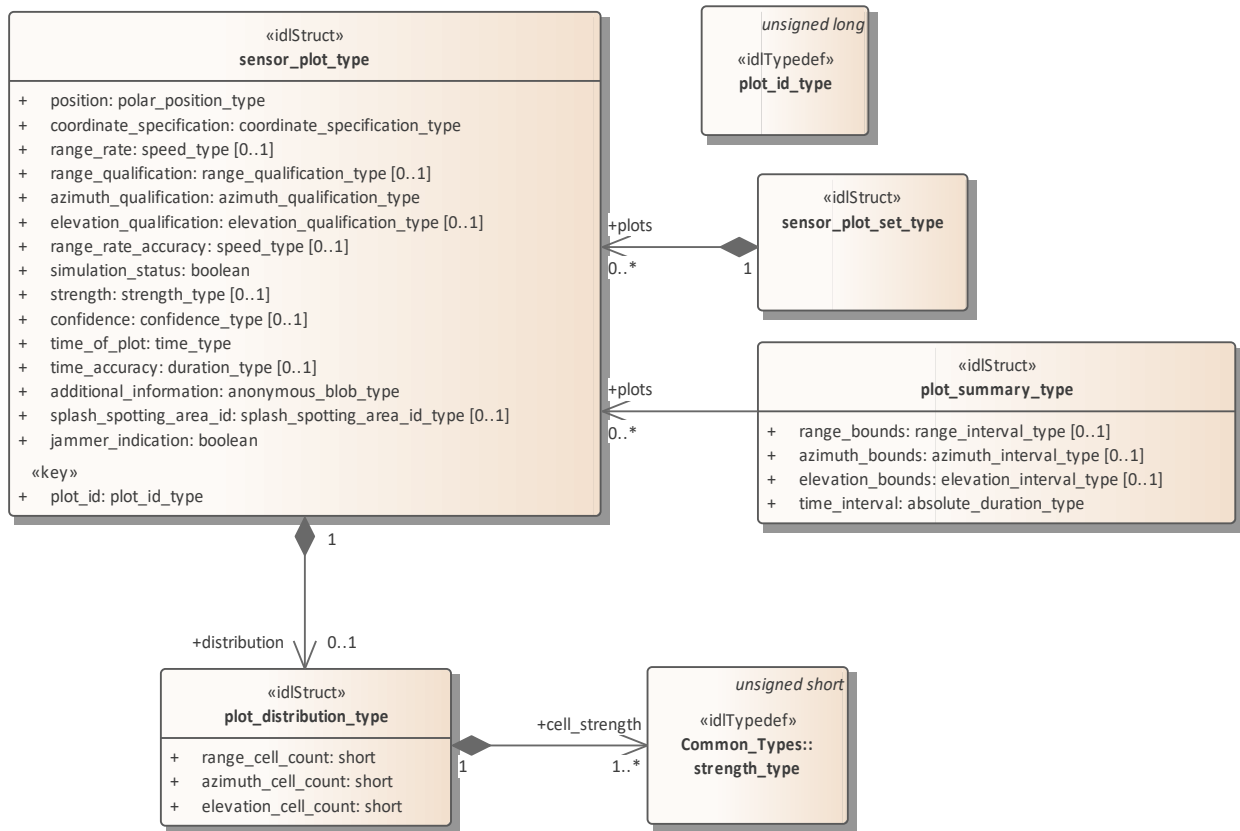 «idlStruct»
sensor_plot_type
+ position: polar_position_type
+ coordinate_specification: coordinate_specification_type
+ range_rate: speed_type [0..1]
+ range_qualification: range_qualification_type [0..1]
+ azimuth_qualification: azimuth_qualification_type
+ elevation_qualification: elevation_qualification_type [0..1]
+ range_rate_accuracy: speed_type [0..1]
+ simulation_status: boolean
+ strength: strength_type [0..1]
+ confidence: confidence_type [0..1]
+ time_of_plot: time_type
+ time_accuracy: duration_type [0..1]
+ additional_information: anonymous_blob_type
+ splash_spotting_area_id: splash_spotting_area_id_type [0..1]
+ jammer_indication: boolean
«key»
+ plot_id: plot_id_type
unsigned long
«idlTypedef»
plot_id_type
«idlStruct»
sensor_plot_set_type
+plots
0..*
1
«idlStruct»
plot_summary_type
+ range_bounds: range_interval_type [0..1]
+ azimuth_bounds: azimuth_interval_type [0..1]
+ elevation_bounds: elevation_interval_type [0..1]
+ time_interval: absolute_duration_type
+plots
0..*
1
+distribution
0..1
«idlStruct»
plot_distribution_type
+ range_cell_count: short
+ azimuth_cell_count: short
+ elevation_cell_count: short
+cell_strength
1
1..*
unsigned short
«idlTypedef»
Common_Types::
strength_type